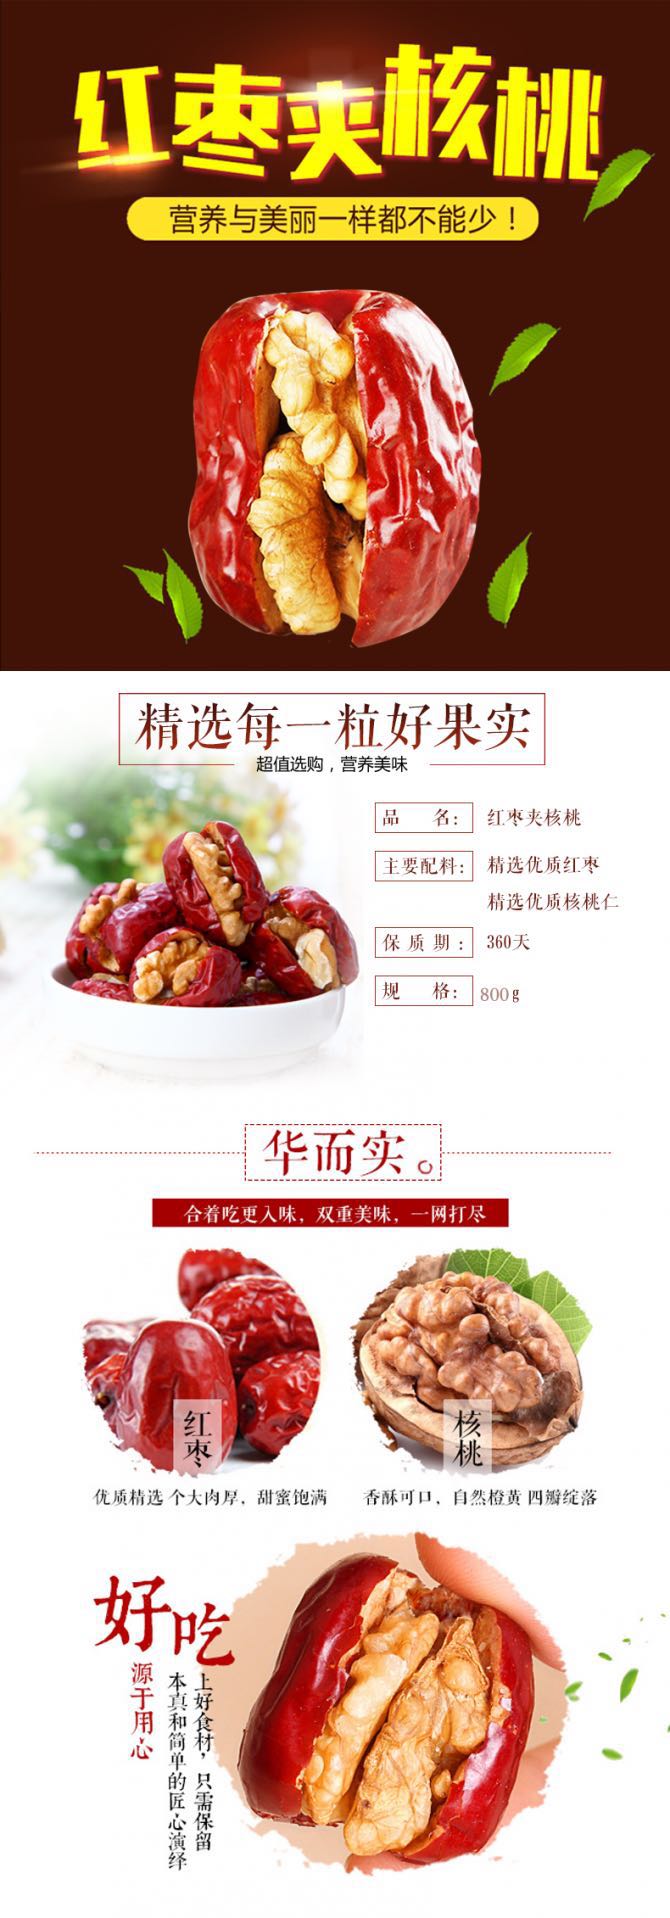 红枣夹核桃
营养与美丽一样都不能少！
精选每一粒好果实
超值选购，营养美味
品 名： 红枣夹核桃
主要配料： 精选优质红枣
精选优质核桃仁
保 质 期： 360天
规 格： 800g
华而实。
合着吃更入味，双重美味，一网打尽
红枣
核桃
优质精选 个大肉厚，甜蜜饱满
香酥可口，自然橙黄 四瓣绽落
好吃
源于用心
上好食材，只需保留
本真和简单的匠心演绎